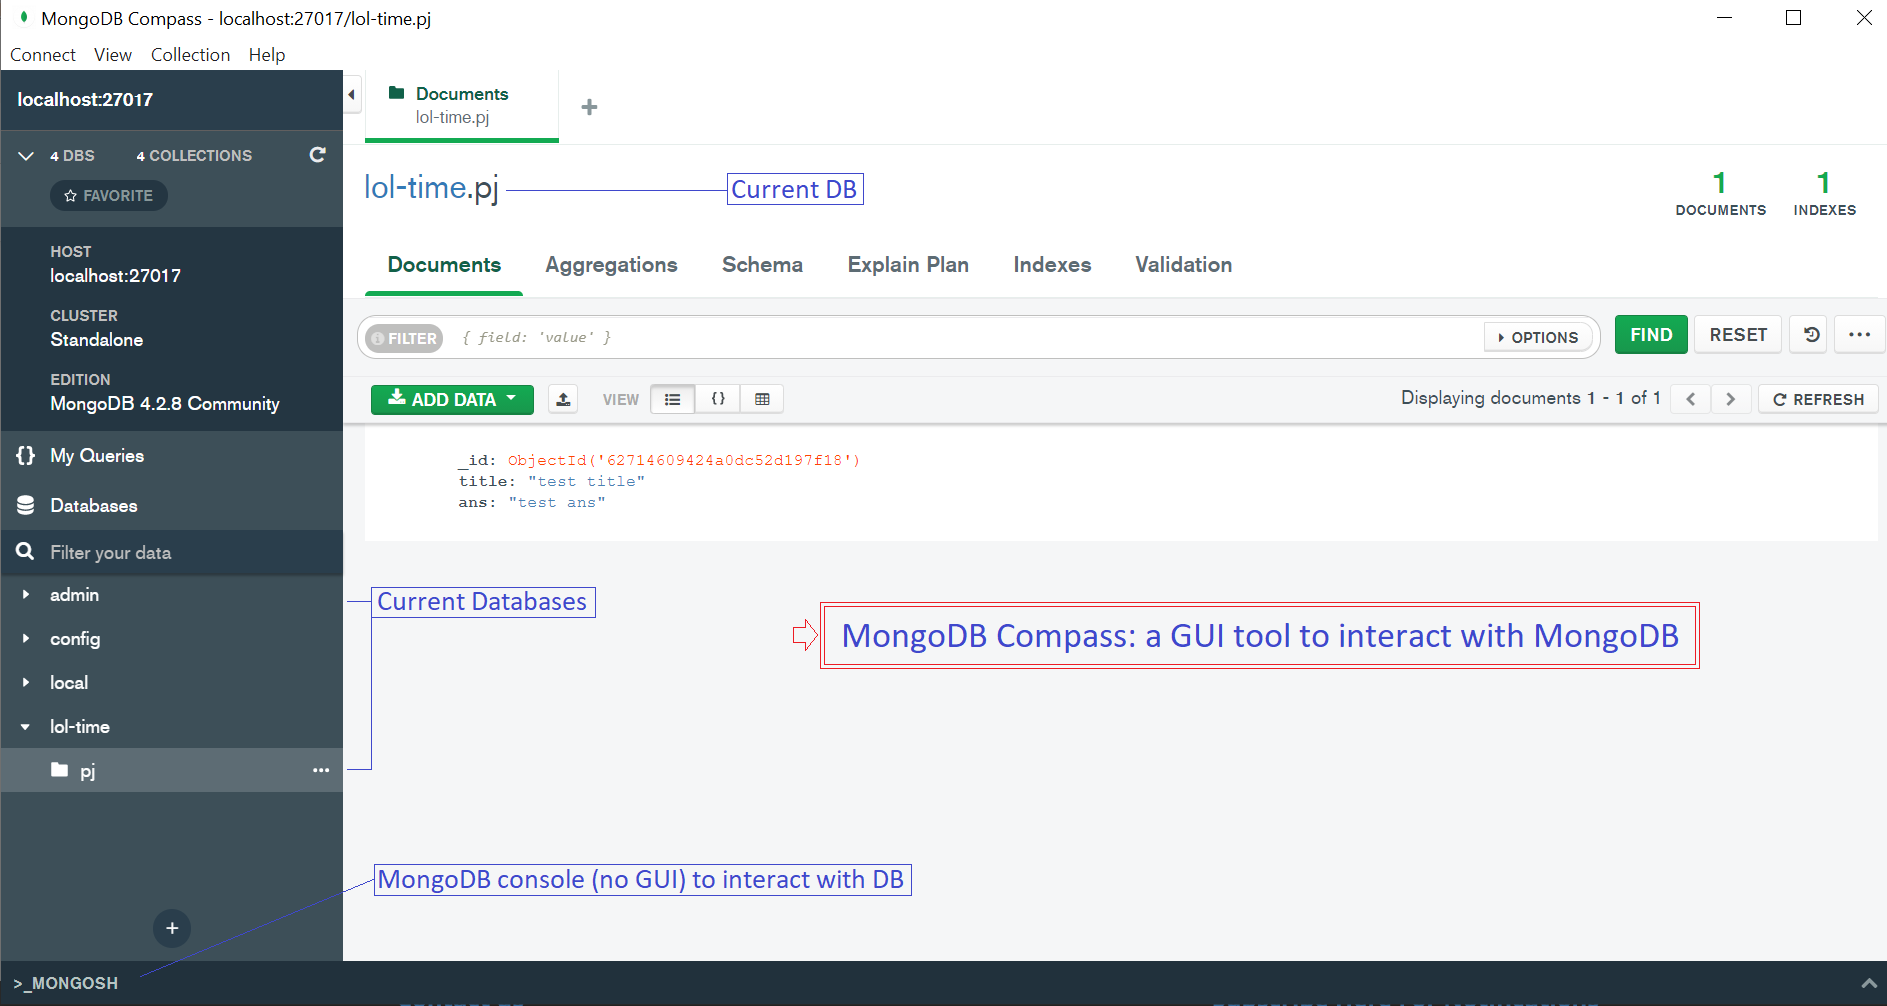 MongoDB Compass - localhost:27017/lol-time.pj
Connect View Collection Help
localhost:27017
4 DBS 4 COLLECTIONS
FAVORITE
HOST
localhost:27017
CLUSTER
Standalone
EDITION
MongoDB 4.2.8 Community
{} My Queries
Databases
Filter your data
admin
config
local
lol-time
pj
Documents
lol-time.pj
lol-time.pj
Current DB
1 DOCUMENTS
1 INDEXES
Documents Aggregations Schema Explain Plan Indexes Validation
FILTER { field: 'value' } OPTIONS FIND RESET
ADD DATA VIEW {} Displaying documents 1 - 1 of 1 REFRESH
_id: ObjectId('62714609424a0dc52d197f18')
title: "test title"
ans: "test ans"
Current Databases
MongoDB Compass: a GUI tool to interact with MongoDB
MongoDB console (no GUI) to interact with DB
>_MONGOSH